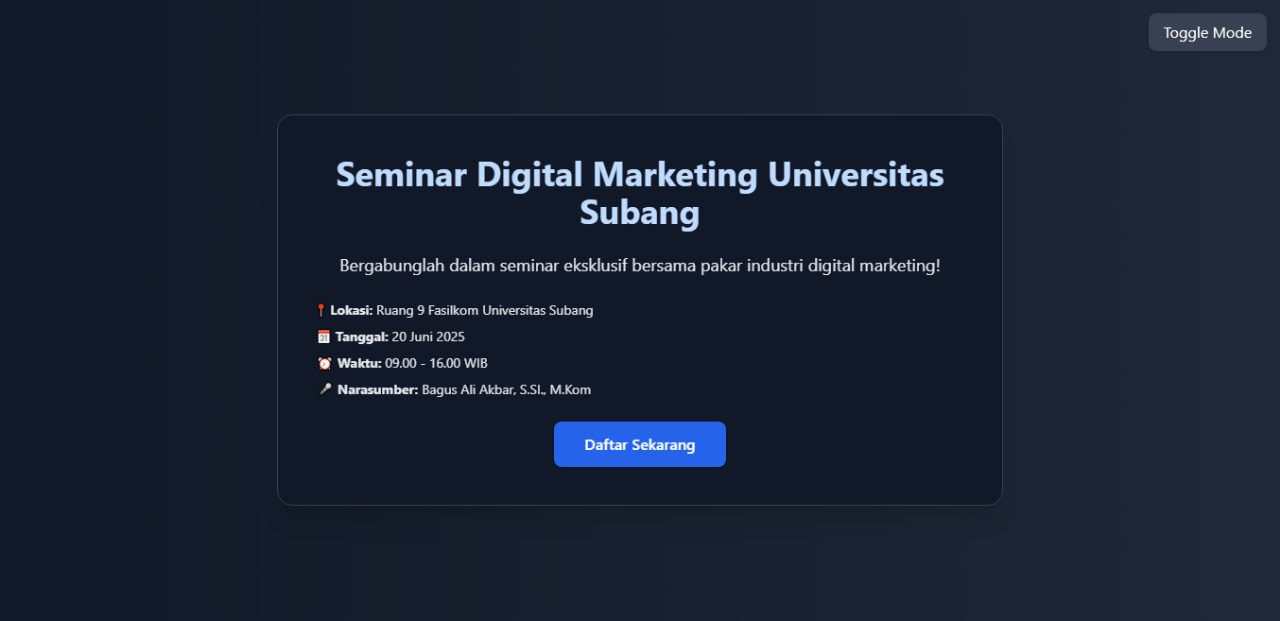 Toggle Mode
Seminar Digital Marketing Universitas
Subang
Bergabunglah dalam seminar eksklusif bersama pakar industri digital marketing!
📍 Lokasi: Ruang 9 Fasilkom Universitas Subang
📅 Tanggal: 20 Juni 2025
⏰ Waktu: 09.00 - 16.00 WIB
🎤 Narasumber: Bagus Ali Akbar, S.SI., M.Kom
Daftar Sekarang